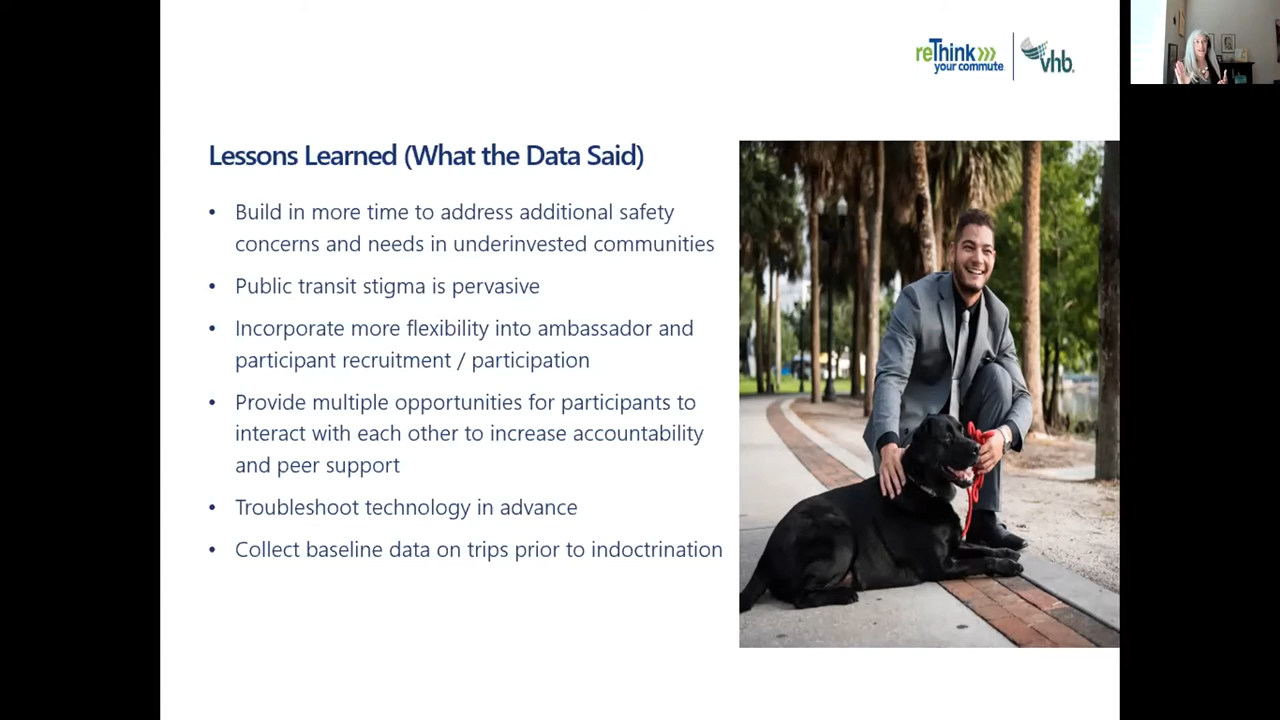 reThink
your commute
vhb
Lessons Learned (What the Data Said)
• Build in more time to address additional safety
concerns and needs in underinvested communities
• Public transit stigma is pervasive
• Incorporate more flexibility into ambassador and
participant recruitment / participation
• Provide multiple opportunities for participants to
interact with each other to increase accountability
and peer support
• Troubleshoot technology in advance
• Collect baseline data on trips prior to indoctrination